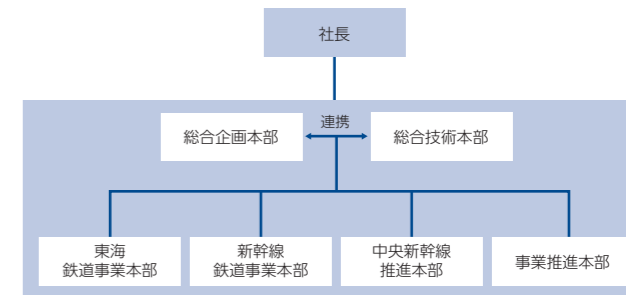 社長
連携
総合企画本部
総合技術本部
東海
鉄道事業本部
新幹線
鉄道事業本部
中央新幹線
推進本部
事業推進本部